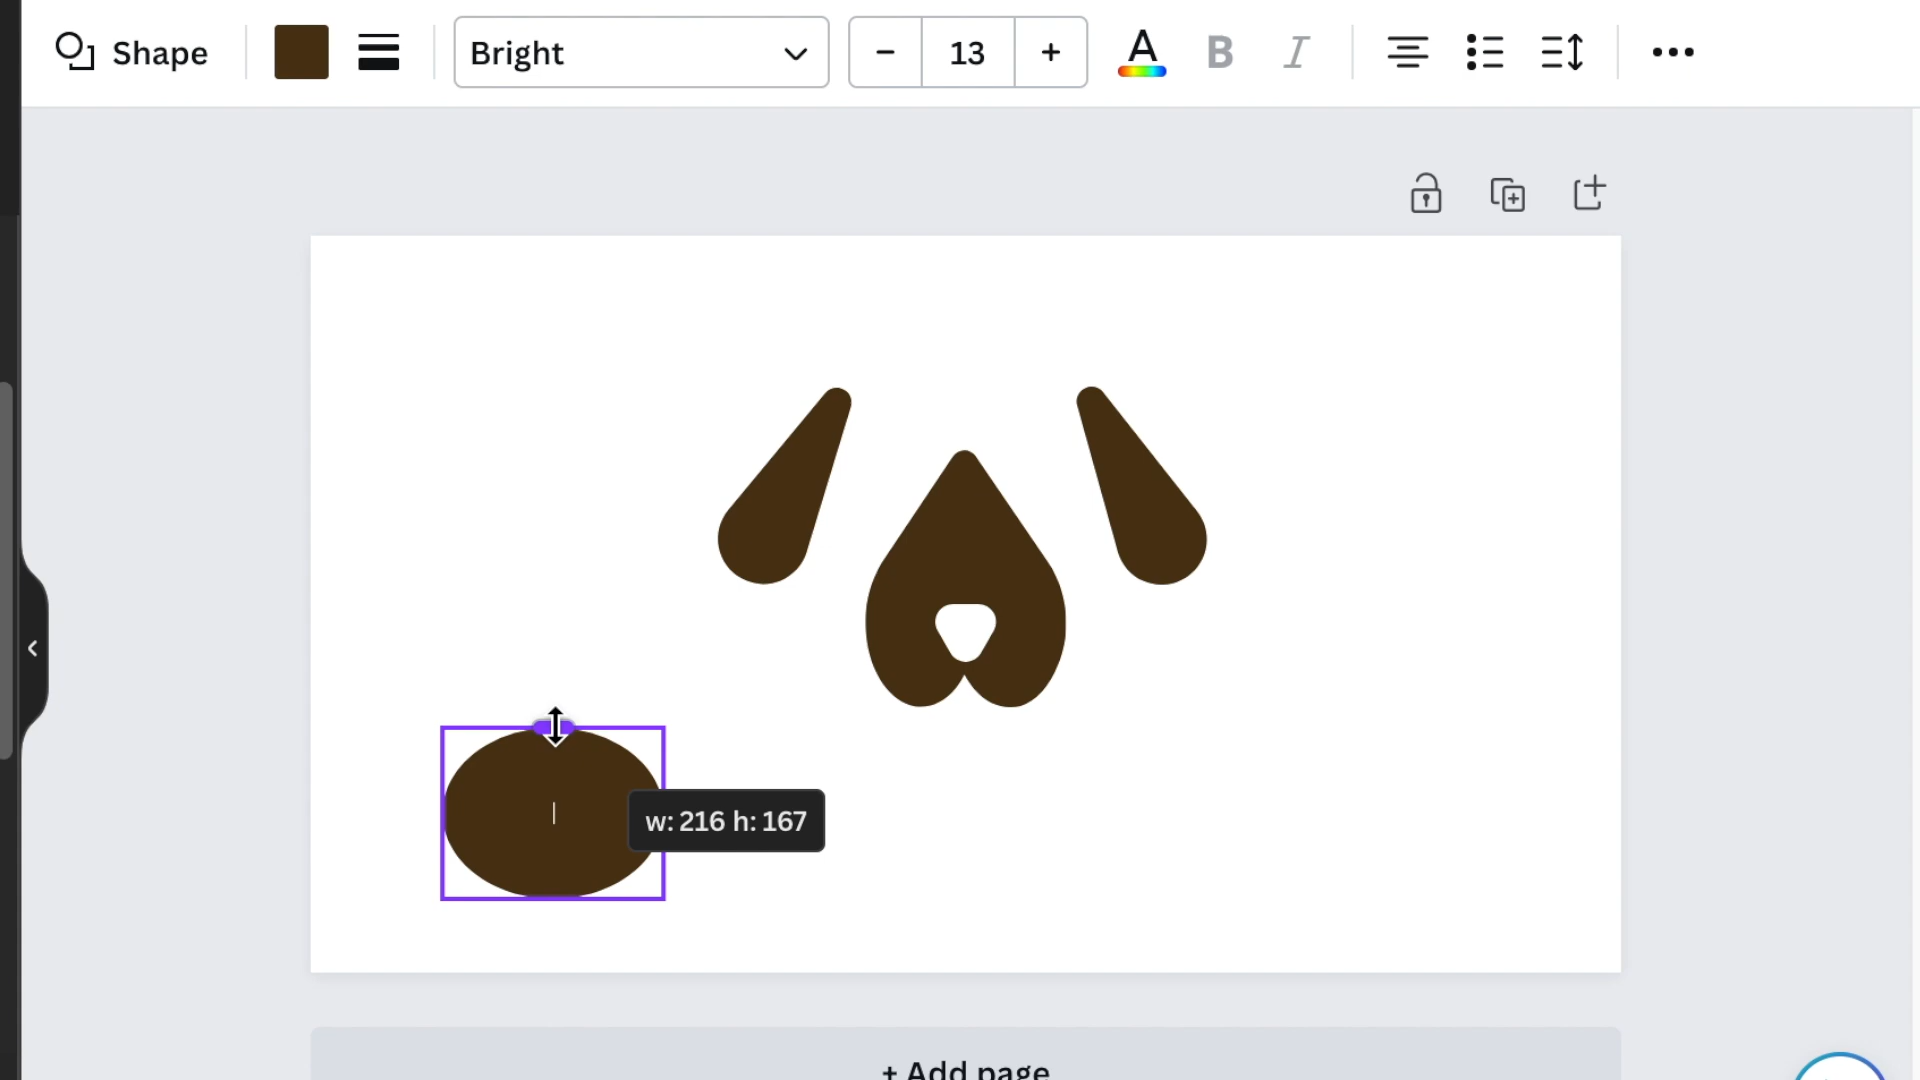 Shape
Bright
- 13 +
A B I
w: 216 h: 167
+ Add page